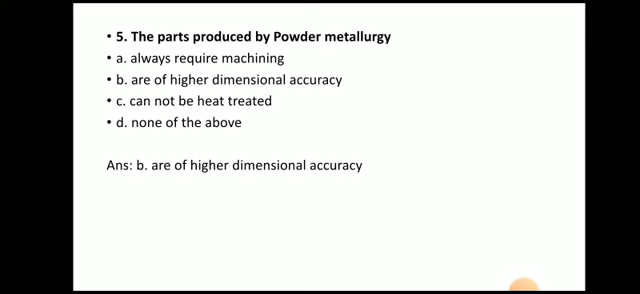 • 5. The parts produced by Powder metallurgy
• a. always require machining
• b. are of higher dimensional accuracy
• c. can not be heat treated
• d. none of the above
Ans: b. are of higher dimensional accuracy